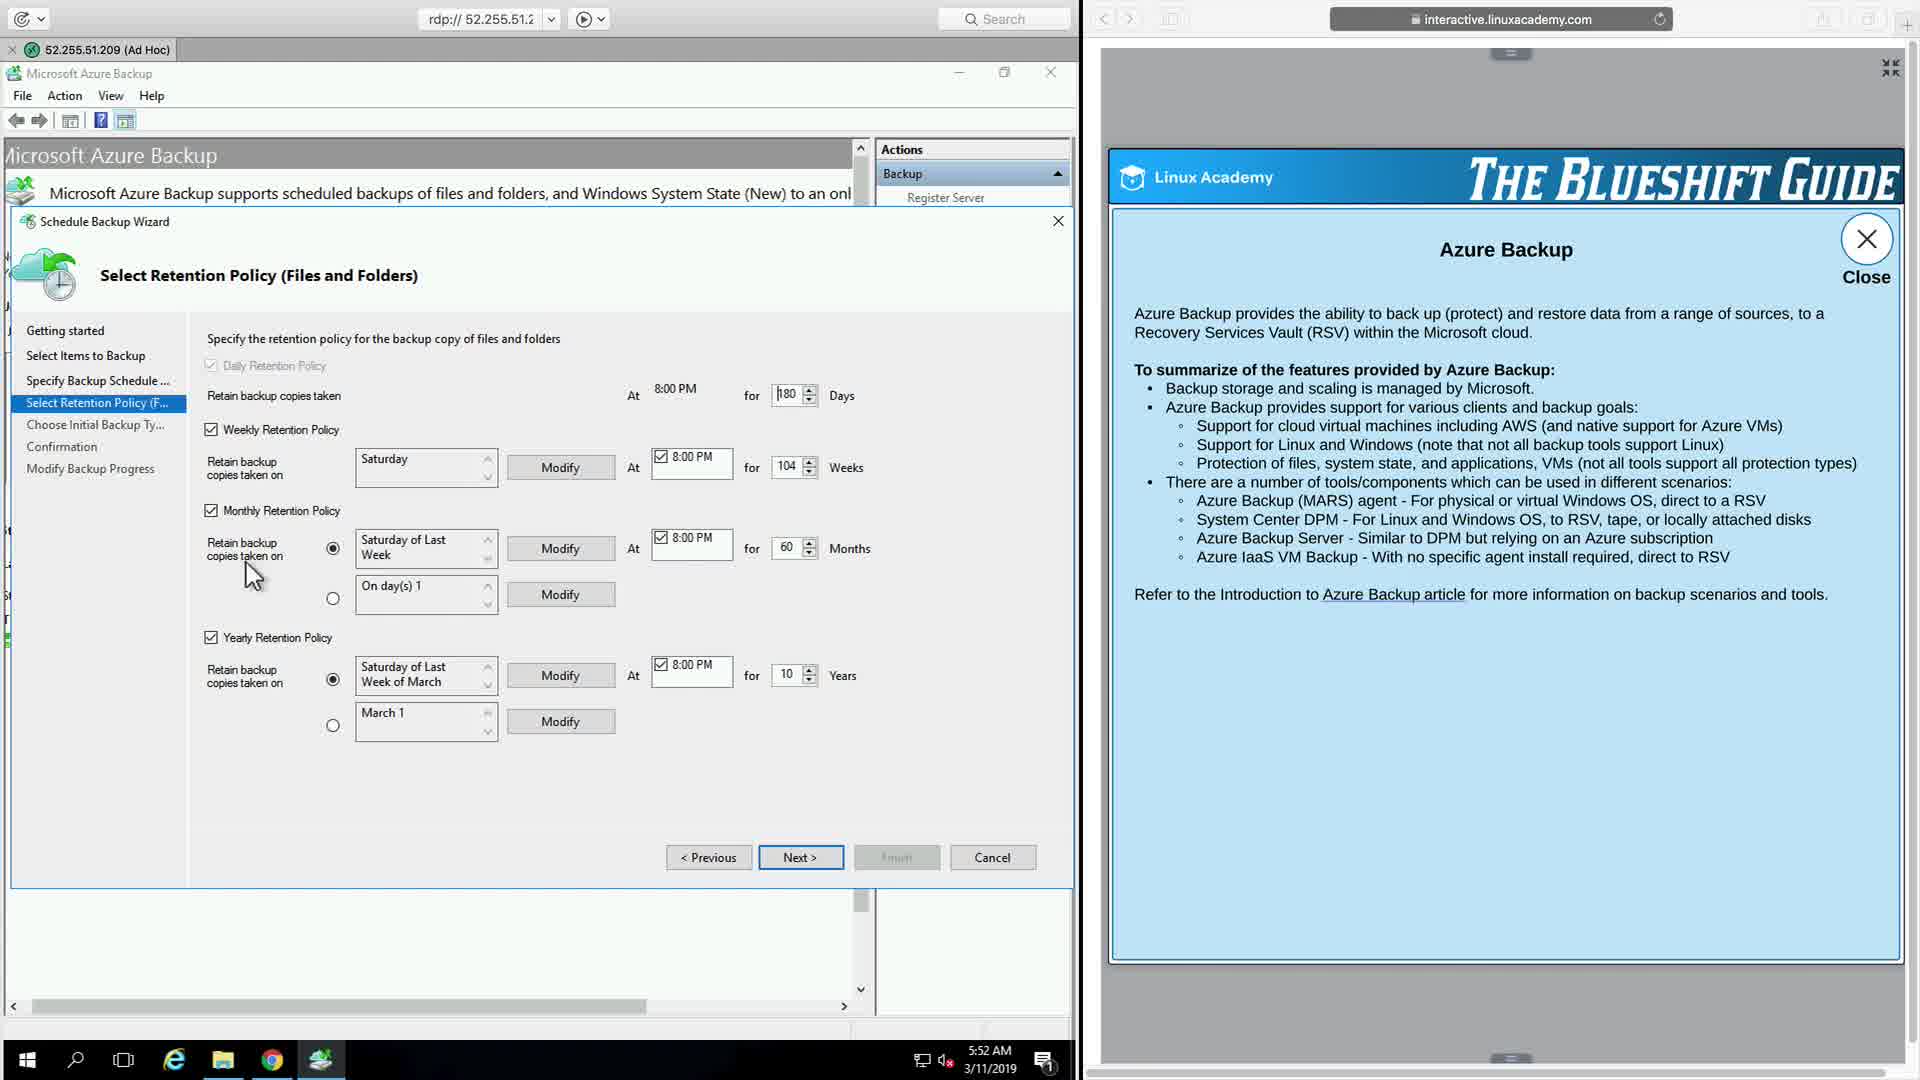 rdp:// 52.255.51.2
Search
52.255.51.209 (Ad Hoc)
Microsoft Azure Backup
File Action View Help
Microsoft Azure Backup
Microsoft Azure Backup supports scheduled backups of files and folders, and Windows System State (New) to an onl
Actions
Backup
Register Server
Schedule Backup Wizard
Select Retention Policy (Files and Folders)
Getting started
Select Items to Backup
Specify Backup Schedule ...
Select Retention Policy (F...
Choose Initial Backup Ty...
Confirmation
Modify Backup Progress
Specify the retention policy for the backup copy of files and folders
Daily Retention Policy
Retain backup copies taken At 8:00 PM for 180 Days
Weekly Retention Policy
Retain backup
copies taken on
Saturday Modify At 8:00 PM for 104 Weeks
Monthly Retention Policy
Retain backup
copies taken on
Saturday of Last
Week
Modify At 8:00 PM for 60 Months
On day(s) 1 Modify
Yearly Retention Policy
Retain backup
copies taken on
Saturday of Last
Week of March
Modify At 8:00 PM for 10 Years
March 1 Modify
< Previous Next > Finish Cancel
5:52 AM
3/11/2019
1
interactive.linuxacademy.com
Linux Academy
THE BLUESHIFT GUIDE
Azure Backup
Close
Azure Backup provides the ability to back up (protect) and restore data from a range of sources, to a
Recovery Services Vault (RSV) within the Microsoft cloud.
To summarize of the features provided by Azure Backup:
• Backup storage and scaling is managed by Microsoft.
• Azure Backup provides support for various clients and backup goals:
◦ Support for cloud virtual machines including AWS (and native support for Azure VMs)
◦ Support for Linux and Windows (note that not all backup tools support Linux)
◦ Protection of files, system state, and applications, VMs (not all tools support all protection types)
• There are a number of tools/components which can be used in different scenarios:
◦ Azure Backup (MARS) agent - For physical or virtual Windows OS, direct to a RSV
◦ System Center DPM - For Linux and Windows OS, to RSV, tape, or locally attached disks
◦ Azure Backup Server - Similar to DPM but relying on an Azure subscription
◦ Azure IaaS VM Backup - With no specific agent install required, direct to RSV
Refer to the Introduction to Azure Backup article for more information on backup scenarios and tools.